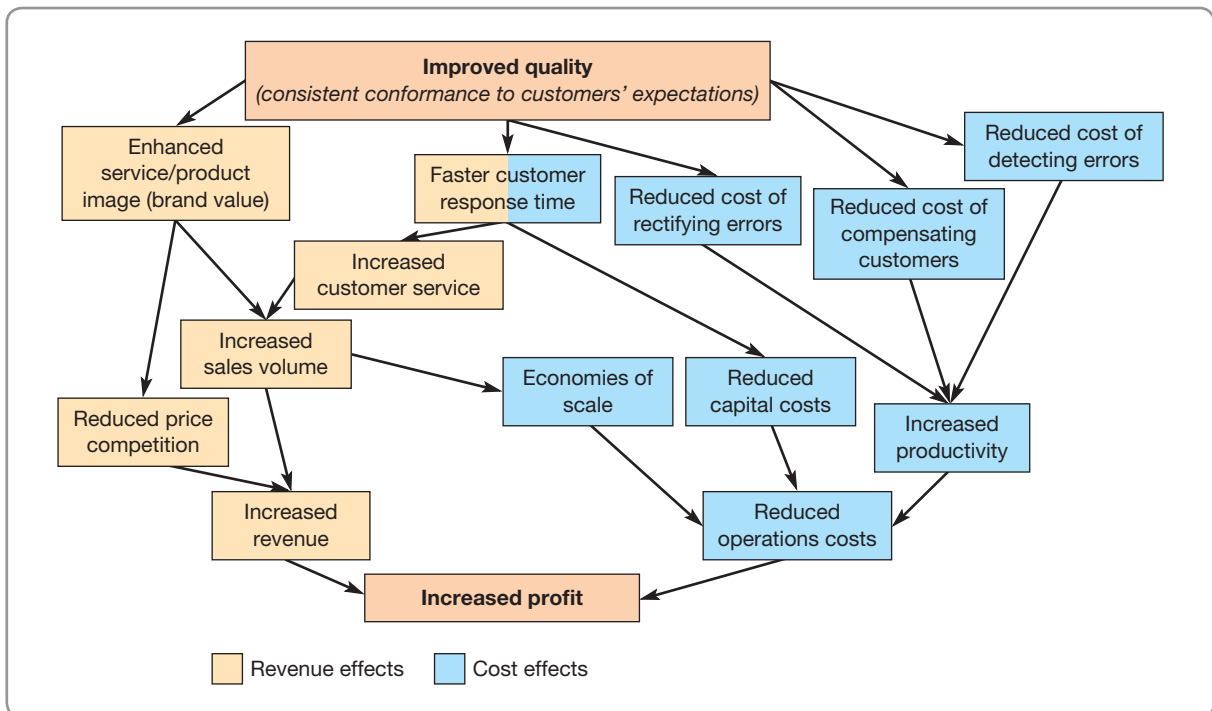 Improved quality
(consistent conformance to customers’ expectations)
Enhanced
service/product
image (brand value)
Faster customer
response time
Reduced cost of
rectifying errors
Reduced cost of
compensating
customers
Reduced cost of
detecting errors
Increased
customer service
Increased
sales volume
Economies of
scale
Reduced
capital costs
Reduced price
competition
Increased
productivity
Increased
revenue
Reduced
operations costs
Increased profit
Revenue effects
Cost effects